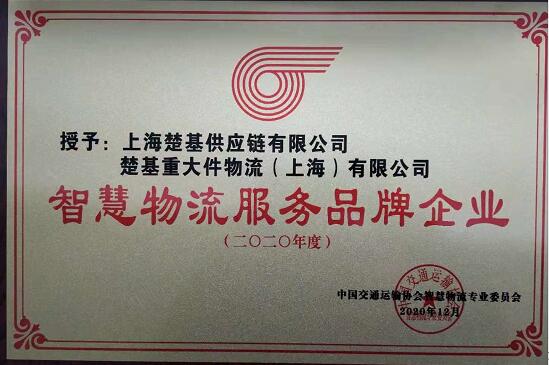 授予：上海楚基供应链有限公司
楚基重大件物流（上海）有限公司
智慧物流服务品牌企业
（二〇二〇年度）
中国交通运输协会智慧物流专业委员会
2020年12月